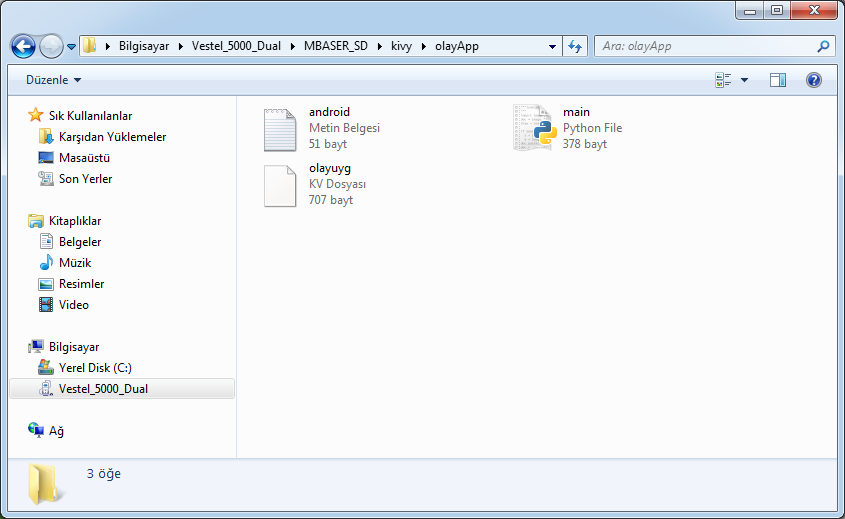 Bilgisayar Vestel_5000_Dual MBASER_SD kivy olayApp
Ara: olayApp
Düzenle
Sık Kullanılanlar
Karşıdan Yüklemeler
Masaüstü
Son Yerler
Kitaplıklar
Belgeler
Müzik
Resimler
Video
Bilgisayar
Yerel Disk (C:)
Vestel_5000_Dual
Ağ
android
Metin Belgesi
51 bayt
main
Python File
378 bayt
olayuyg
KV Dosyası
707 bayt
3 öğe